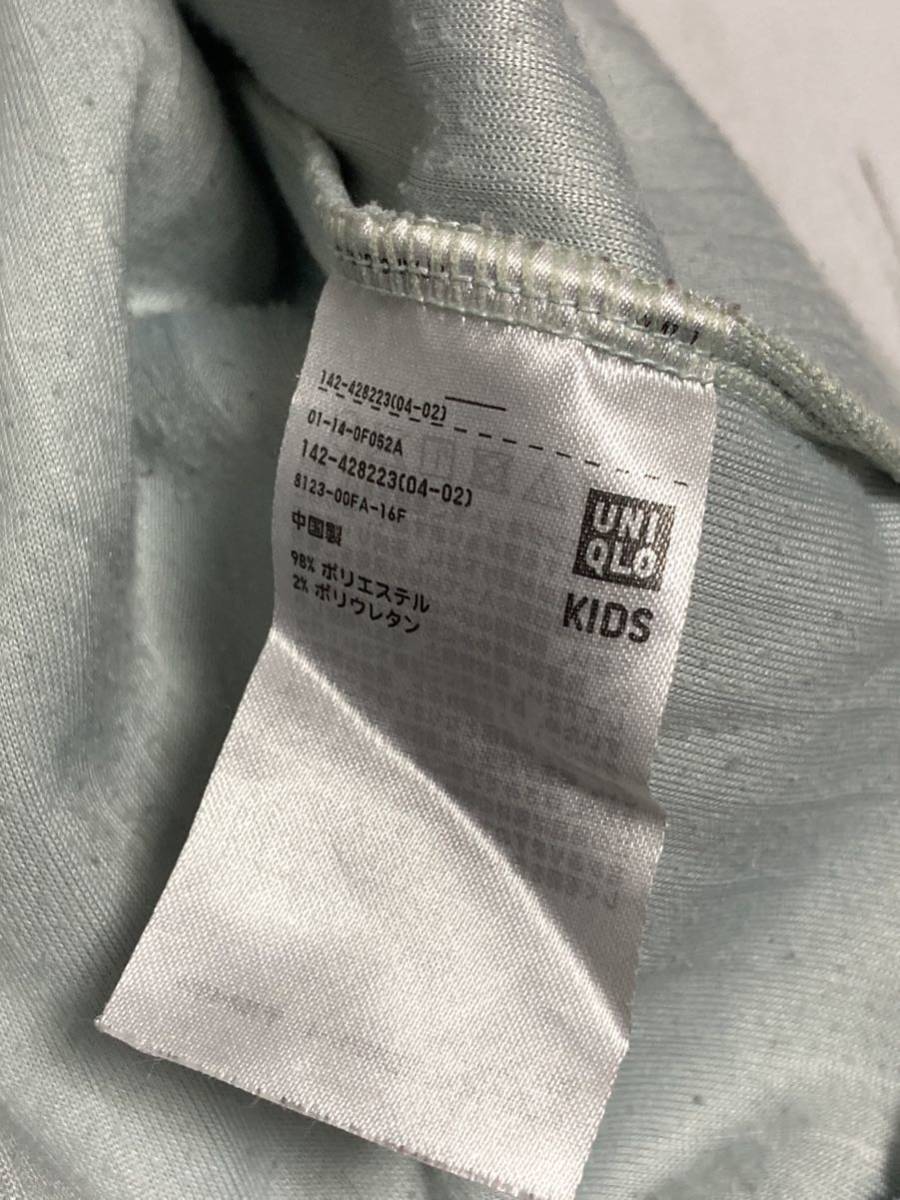 142-428223(04-02)
01-14-0F052A
142-428223(04-02)
8123-00FA-16F
中国製
98% ポリエステル
2% ポリウレタン
UNI
QLO
KIDS